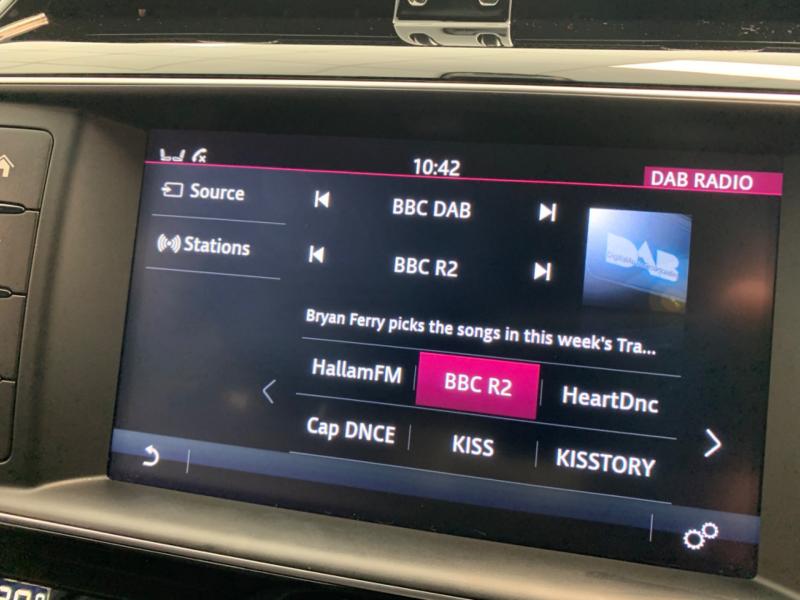 10:42
DAB RADIO
Source
BBC DAB
Stations
BBC R2
DAB
Bryan Ferry picks the songs in this week's Tra...
HallamFM
BBC R2
HeartDnc
Cap DNCE
KISS
KISSTORY